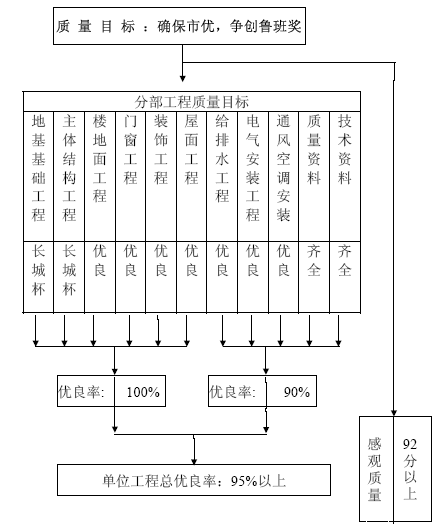 质量目标：确保市优，争创鲁班奖
分部工程质量目标
地基基础工程
主体结构工程
楼地面工程
门窗工程
装饰工程
屋面工程
给排水工程
电气安装工程
通风空调安装
质量资料
技术资料
长城杯
长城杯
优良
优良
优良
优良
优良
优良
优良
齐全
齐全
优良率: 100%
优良率: 90%
单位工程总优良率：95%以上
感观质量
92分以上